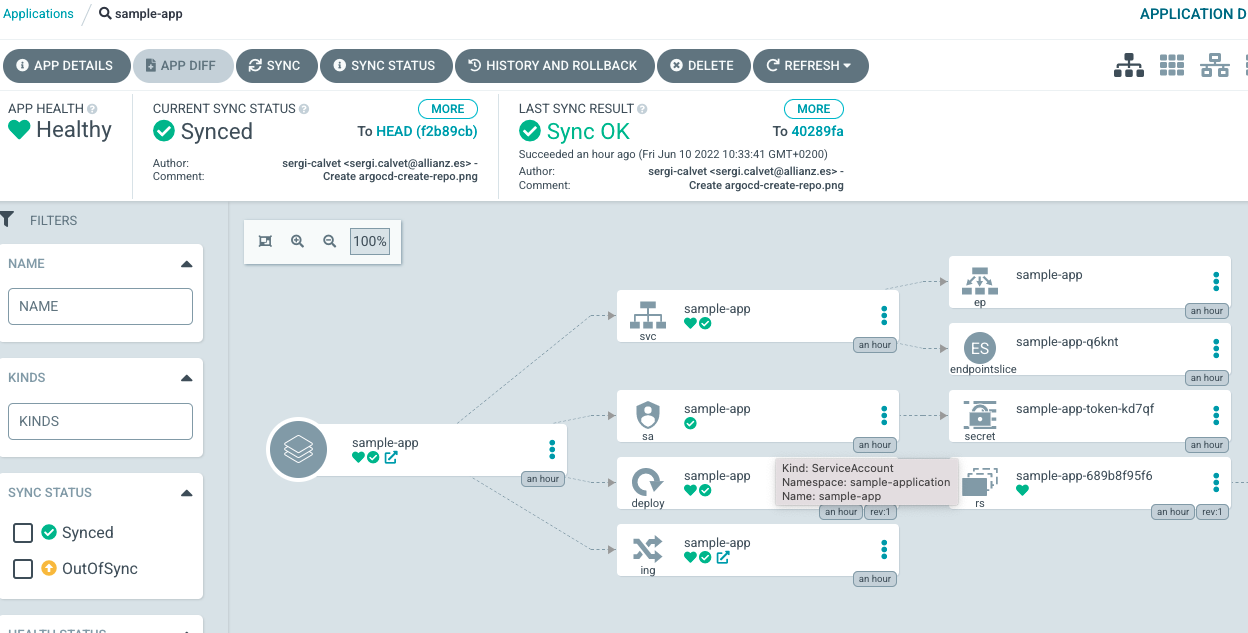 Applications / sample-app
APPLICATION D
APP DETAILS
APP DIFF
SYNC
SYNC STATUS
HISTORY AND ROLLBACK
DELETE
REFRESH
APP HEALTH
Healthy
CURRENT SYNC STATUS
MORE
Synced
To HEAD (f2b89cb)
Author: sergi-calvet <sergi.calvet@allianz.es> -
Comment: Create argocd-create-repo.png
LAST SYNC RESULT
MORE
Sync OK
To 40289fa
Succeeded an hour ago (Fri Jun 10 2022 10:33:41 GMT+0200)
Author: sergi-calvet <sergi.calvet@allianz.es> -
Comment: Create argocd-create-repo.png
FILTERS
NAME
NAME
KINDS
KINDS
SYNC STATUS
Synced
OutOfSync
HEALTH STATUS
100%
sample-app
an hour
sample-app
svc
an hour
sample-app
sa
an hour
sample-app
deploy
an hour
rev:1
sample-app
ing
an hour
Kind: ServiceAccount
Namespace: sample-application
Name: sample-app
sample-app
ep
an hour
ES
sample-app-q6knt
endpointslice
an hour
sample-app-token-kd7qf
secret
an hour
sample-app-689b8f95f6
rs
an hour
rev:1